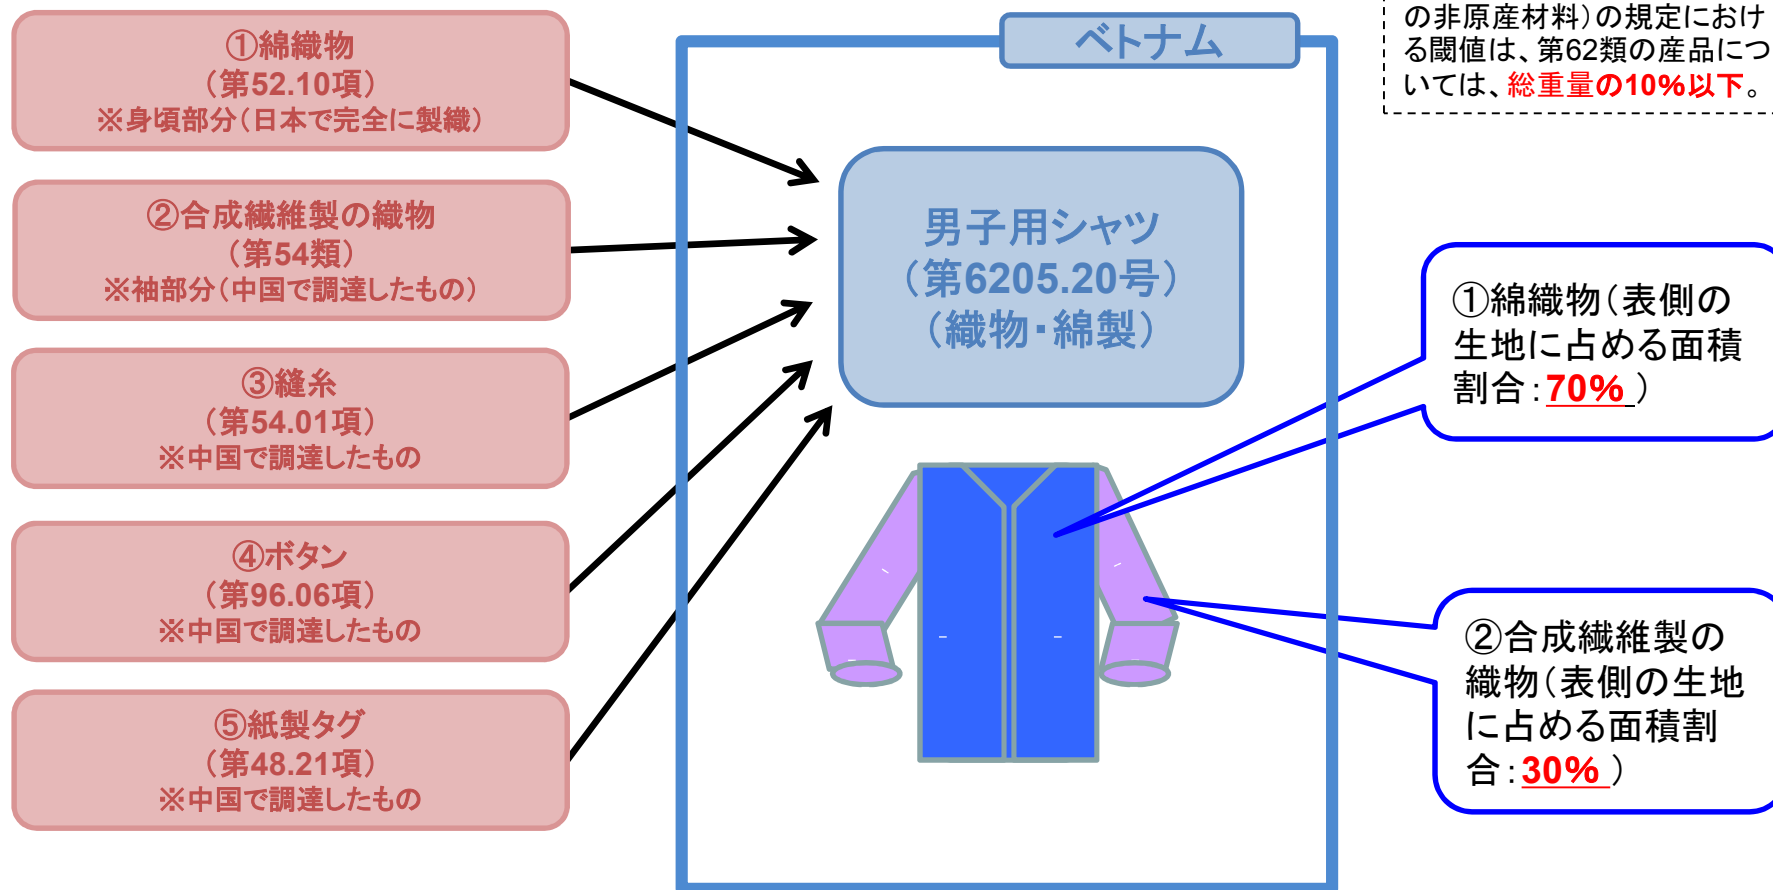 ①綿織物
（第52.10項）
※身頃部分（日本で完全に製織）
②合成繊維製の織物
（第54類）
※袖部分（中国で調達したもの）
③縫糸
（第54.01項）
※中国で調達したもの
④ボタン
（第96.06項）
※中国で調達したもの
⑤紙製タグ
（第48.21項）
※中国で調達したもの
ベトナム
男子用シャツ
（第6205.20号）
（織物・綿製）
の非原産材料）の規定におけ
る閾値は、第62類の産品につ
いては、総重量の10%以下。
①綿織物（表側の
生地に占める面積
割合：70% ）
②合成繊維製の
織物（表側の生地
に占める面積割
合：30% ）